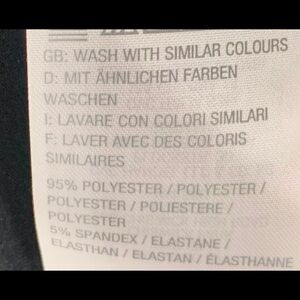 GB: WASH WITH SIMILAR COLOURS
D: MIT ÄHNLICHEN FARBEN
WASCHEN
I: LAVARE CON COLORI SIMILARI
F: LAVER AVEC DES COLORIS
SIMILAIRES
95% POLYESTER / POLYESTER /
POLYESTER / POLIESTERE /
POLYESTER
5% SPANDEX / ELASTANE /
ELASTHAN / ELASTAN / ÉLASTHANNE